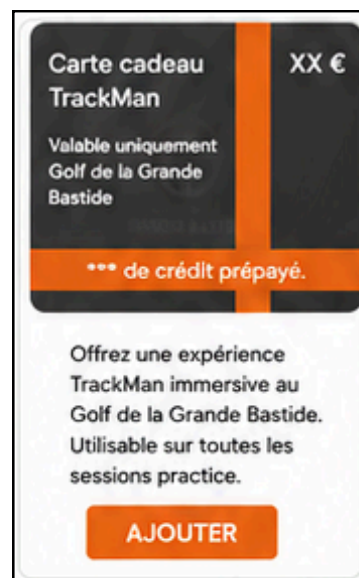 Carte cadeau XX €
TrackMan
Valable uniquement
Golf de la Grande
Bastide
*** de crédit prépayé.
Offrez une expérience
TrackMan immersive au
Golf de la Grande Bastide.
Utilisable sur toutes les
sessions practice.
AJOUTER